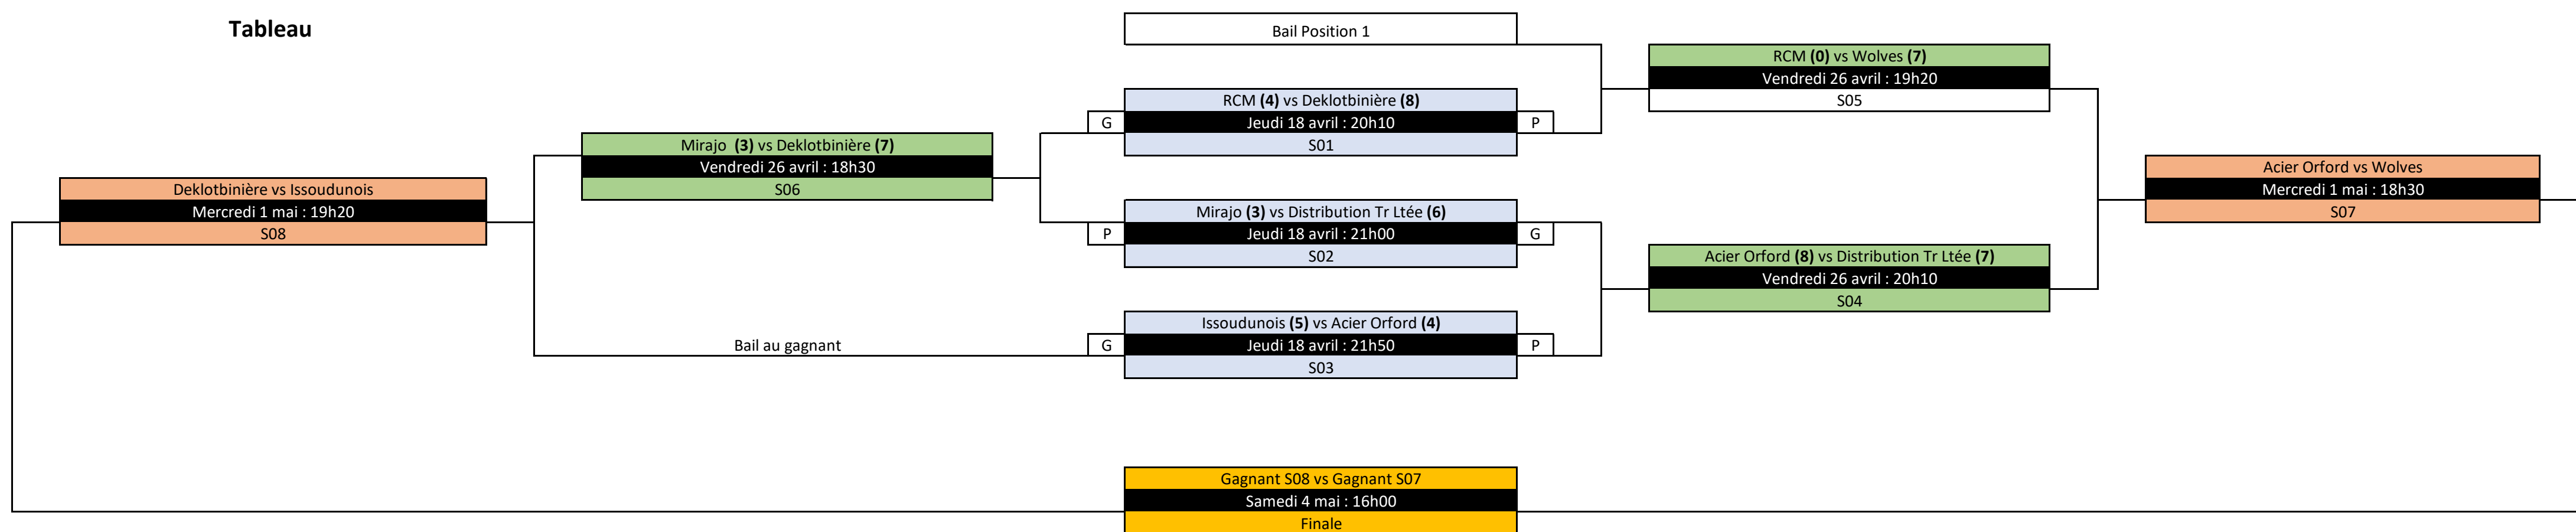 Tableau
Bail Position 1
RCM (0) vs Wolves (7)
Vendredi 26 avril : 19h20
S05
RCM (4) vs Deklotbinière (8)
G
Jeudi 18 avril : 20h10
P
S01
Mirajo (3) vs Deklotbinière (7)
Vendredi 26 avril : 18h30
S06
Acier Orford vs Wolves
Mercredi 1 mai : 18h30
S07
Deklotbinière vs Issoudunois
Mercredi 1 mai : 19h20
S08
Mirajo (3) vs Distribution Tr Ltée (6)
P
Jeudi 18 avril : 21h00
G
S02
Acier Orford (8) vs Distribution Tr Ltée (7)
Vendredi 26 avril : 20h10
S04
Issoudunois (5) vs Acier Orford (4)
Bail au gagnant
G
Jeudi 18 avril : 21h50
P
S03
Gagnant S08 vs Gagnant S07
Samedi 4 mai : 16h00
Finale